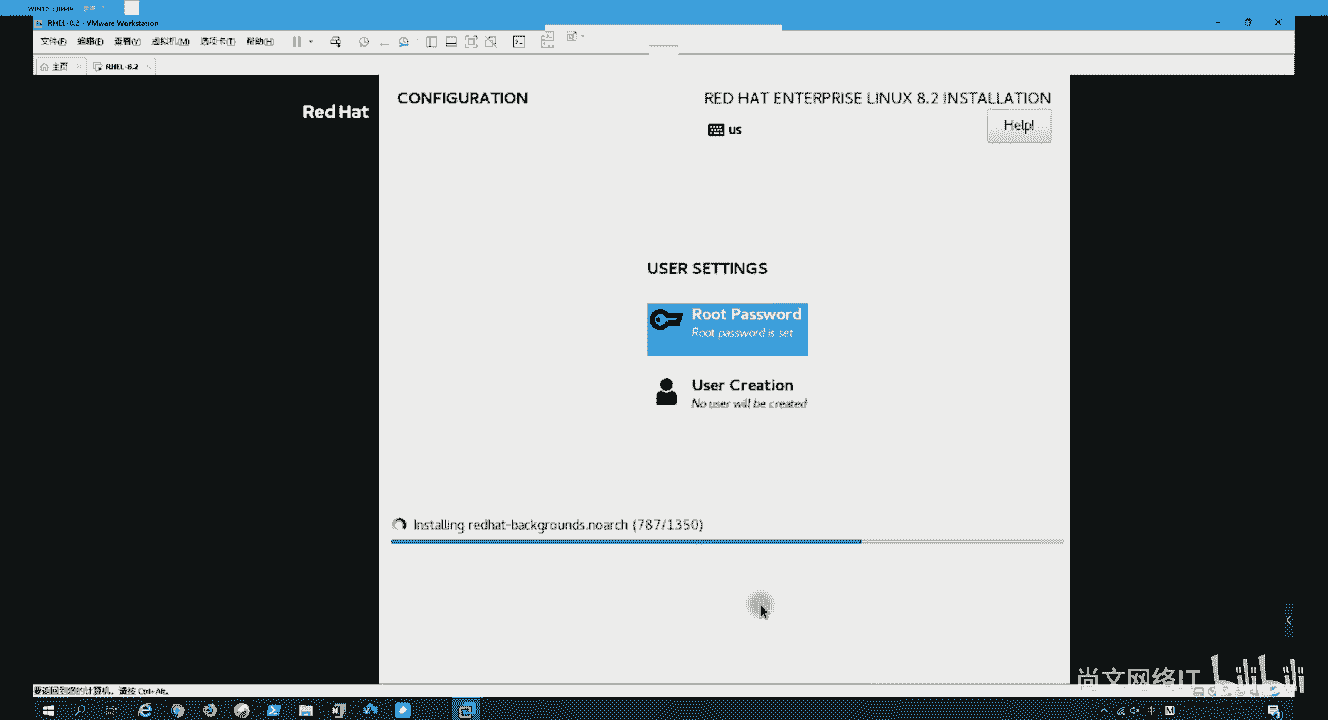 RHEL-8.2 - VMware Workstation
文件(F) 编辑(E) 查看(V) 虚拟机(M) 选项卡(T) 帮助(H)
主页 RHEL-8.2
Red Hat
CONFIGURATION
RED HAT ENTERPRISE LINUX 8.2 INSTALLATION
us
Help!
USER SETTINGS
Root Password
Root password is set
User Creation
No user will be created
Installing redhat-backgrounds.noarch (787/1350)
尚文网络IT bilibili
要返回到您的计算机，请按 Ctrl+Alt。